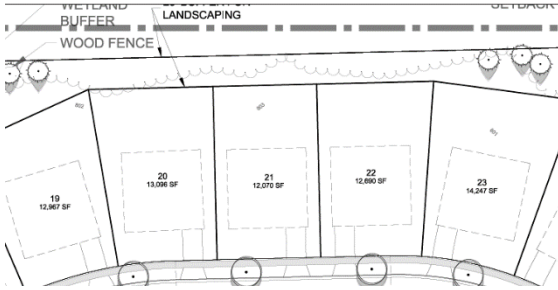 WETLAND
BUFFER
LANDSCAPING
SETBACK
WOOD FENCE
19
12,967 SF
20
13,096 SF
21
12,070 SF
22
12,690 SF
23
14,247 SF